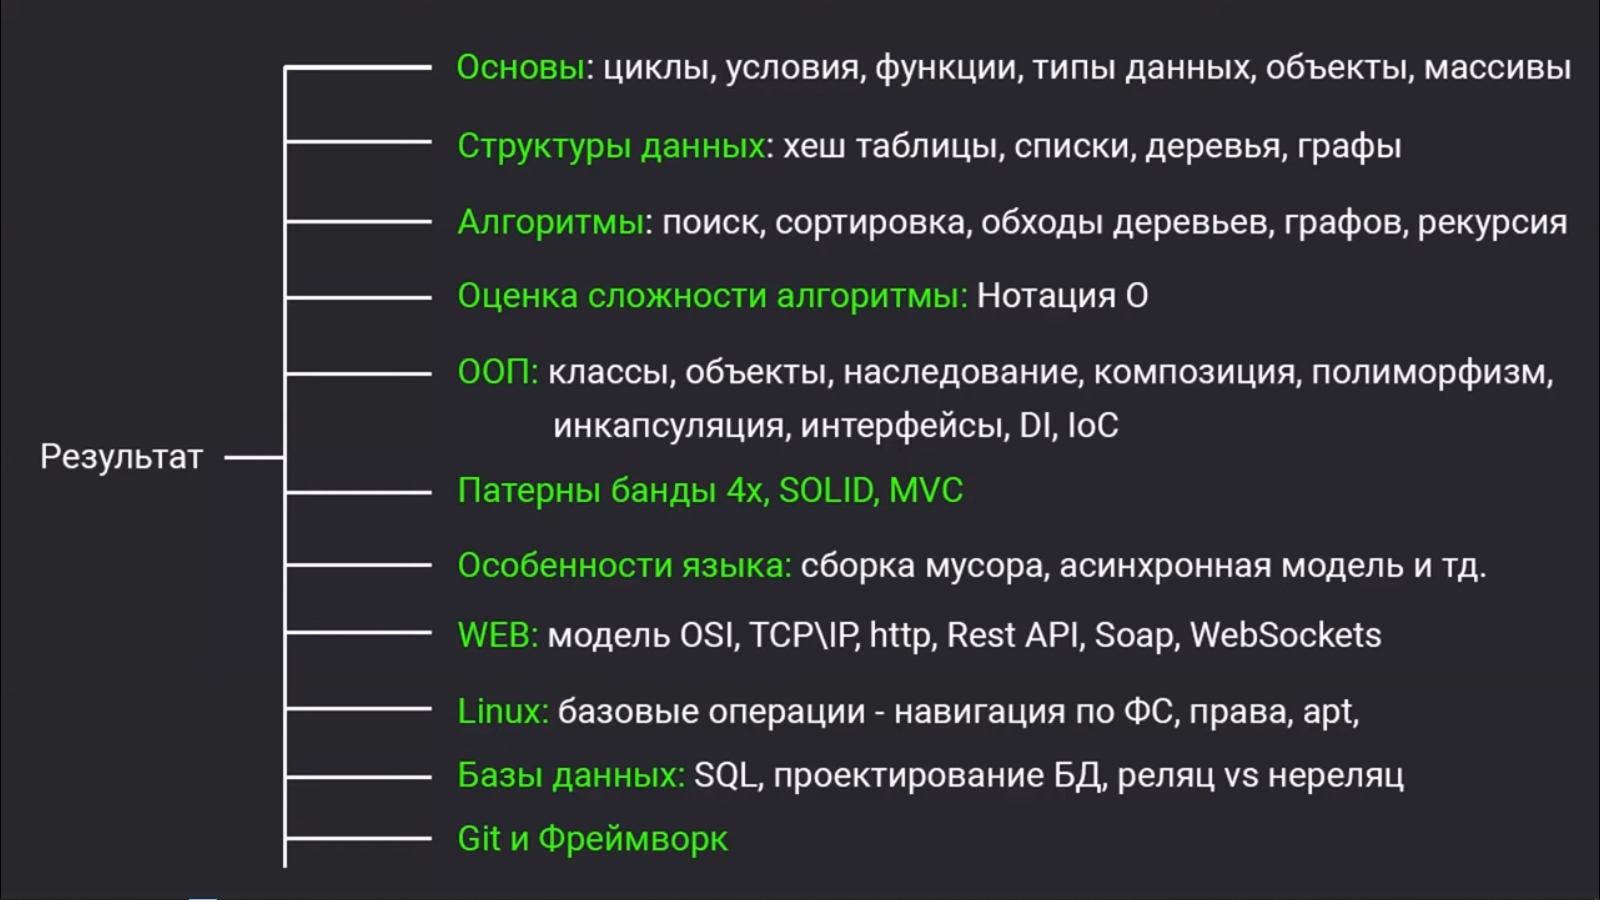 Основы: циклы, условия, функции, типы данных, объекты, массивы
Структуры данных: хеш таблицы, списки, деревья, графы
Алгоритмы: поиск, сортировка, обходы деревьев, графов, рекурсия
Оценка сложности алгоритмы: Нотация О
ООП: классы, объекты, наследование, композиция, полиморфизм,
инкапсуляция, интерфейсы, DI, IoC
Результат
Патерны банды 4х, SOLID, MVC
Особенности языка: сборка мусора, асинхронная модель и тд.
WEB: модель OSI, TCP\IP, http, Rest API, Soap, WebSockets
Linux: базовые операции - навигация по ФС, права, apt,
Базы данных: SQL, проектирование БД, реляц vs нереляц
Git и Фреймворк